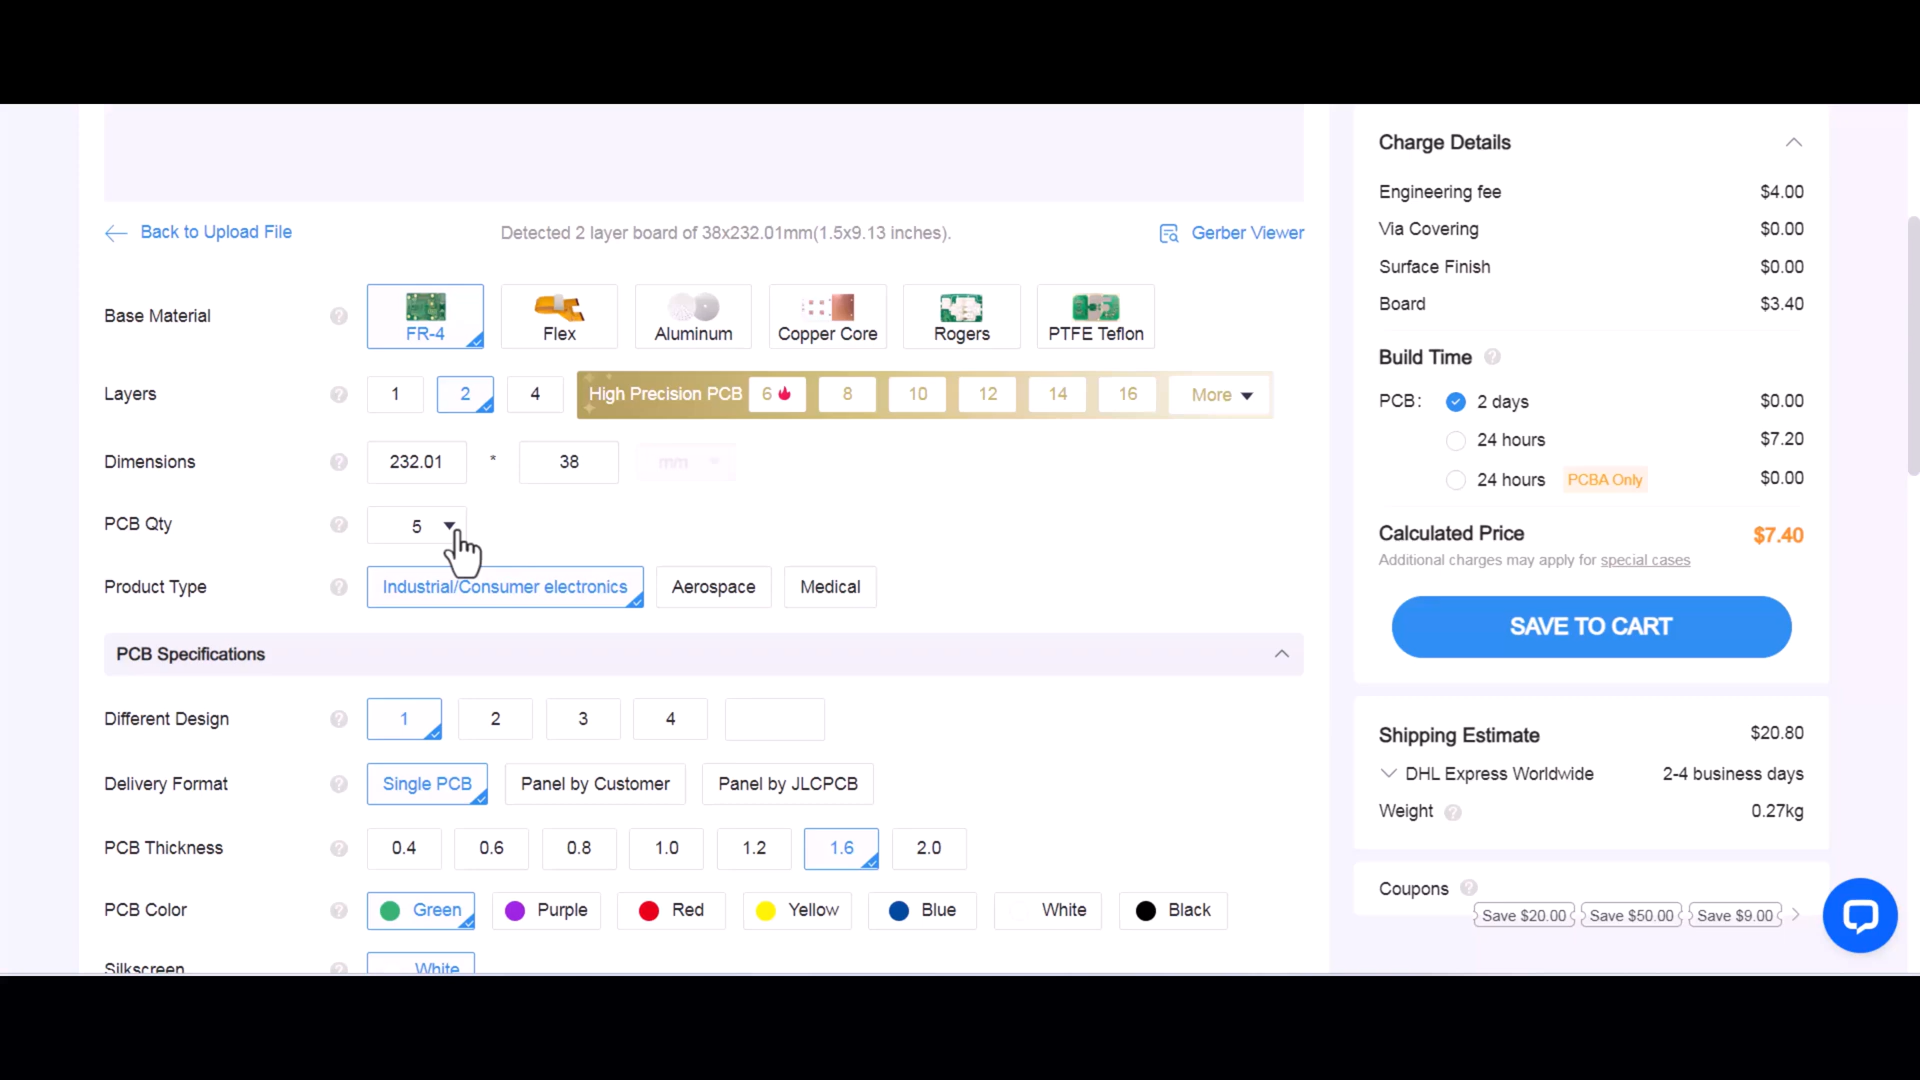 Back to Upload File
Detected 2 layer board of 38x232.01mm(1.5x9.13 inches).
Gerber Viewer
Base Material ? FR-4 Flex Aluminum Copper Core Rogers PTFE Teflon
Layers ? 1 2 4 High Precision PCB 6 8 10 12 14 16 More
Dimensions ? 232.01 * 38 mm
PCB Qty ? 5
Product Type ? Industrial/Consumer electronics Aerospace Medical
PCB Specifications
Different Design ? 1 2 3 4
Delivery Format ? Single PCB Panel by Customer Panel by JLCPCB
PCB Thickness ? 0.4 0.6 0.8 1.0 1.2 1.6 2.0
PCB Color ? Green Purple Red Yellow Blue White Black
Silkscreen ? White
Charge Details
Engineering fee $4.00
Via Covering $0.00
Surface Finish $0.00
Board $3.40
Build Time ?
PCB: 2 days $0.00
24 hours $7.20
24 hours PCBA Only $0.00
Calculated Price $7.40
Additional charges may apply for special cases
SAVE TO CART
Shipping Estimate $20.80
DHL Express Worldwide 2-4 business days
Weight ? 0.27kg
Coupons ?
Save $20.00 Save $50.00 Save $9.00